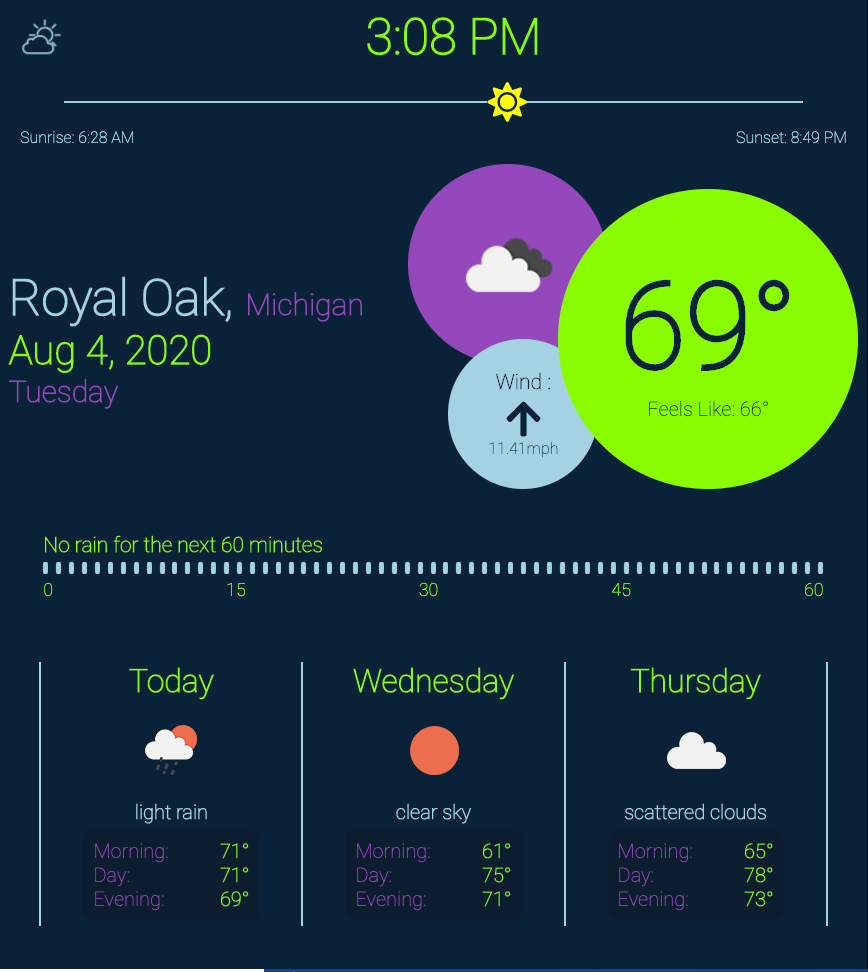 3:08 PM
Sunrise: 6:28 AM
Sunset: 8:49 PM
Royal Oak, Michigan
Aug 4, 2020
Tuesday
Wind :
11.41mph
69°
Feels Like: 66°
No rain for the next 60 minutes
0 15 30 45 60
Today
light rain
Morning: 71°
Day: 71°
Evening: 69°
Wednesday
clear sky
Morning: 61°
Day: 75°
Evening: 71°
Thursday
scattered clouds
Morning: 65°
Day: 78°
Evening: 73°